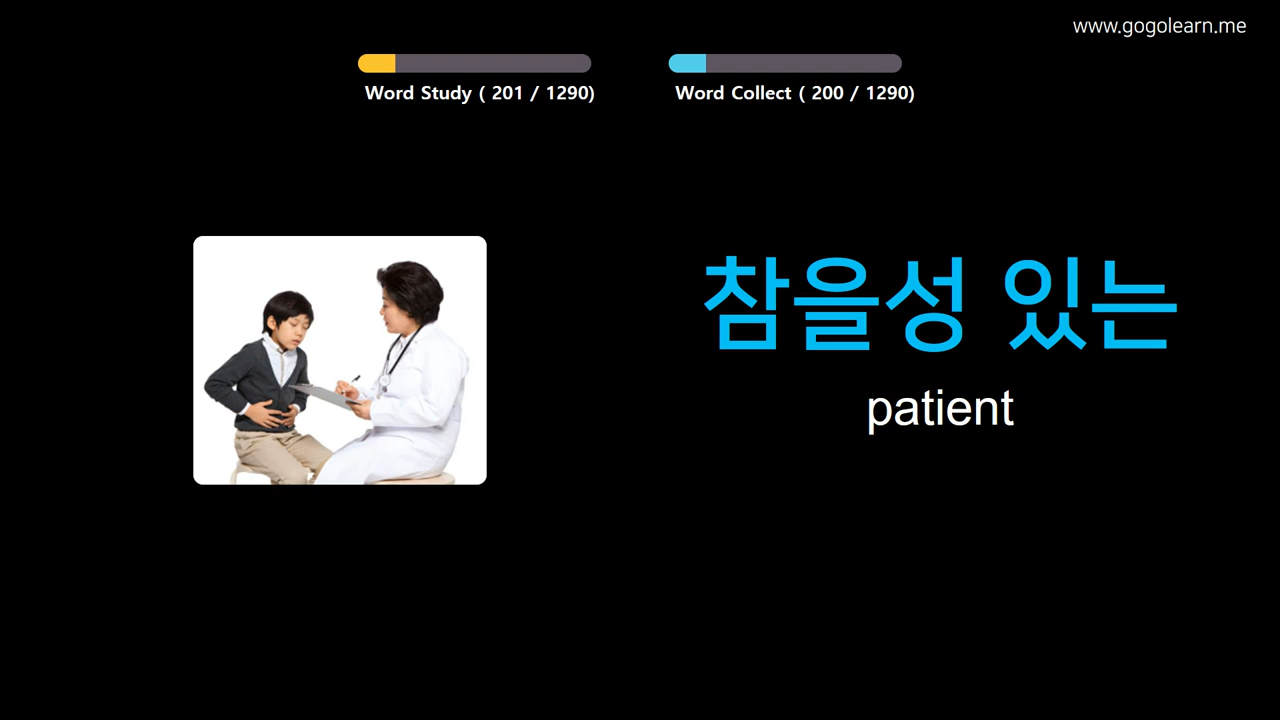 www.gogolearn.me
Word Study ( 201 / 1290)
Word Collect ( 200 / 1290)
참을성 있는
patient